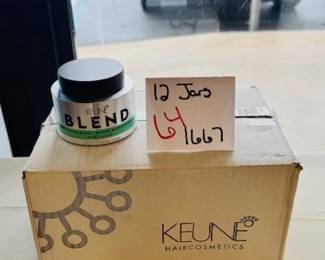 KEUNE
BLEND
12 Jars
64
1667
KEUNE
HAIRCOSMETICS